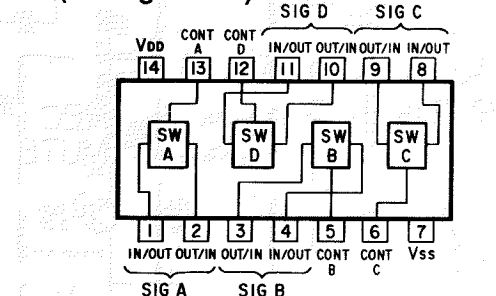 SIG D SIG C
VDD CONT A CONT D IN/OUT OUT/IN OUT/IN IN/OUT
14 13 12 11 10 9 8
SW A SW D SW B SW C
1 2 3 4 5 6 7
IN/OUT OUT/IN OUT/IN IN/OUT CONT B CONT C VSS
SIG A SIG B